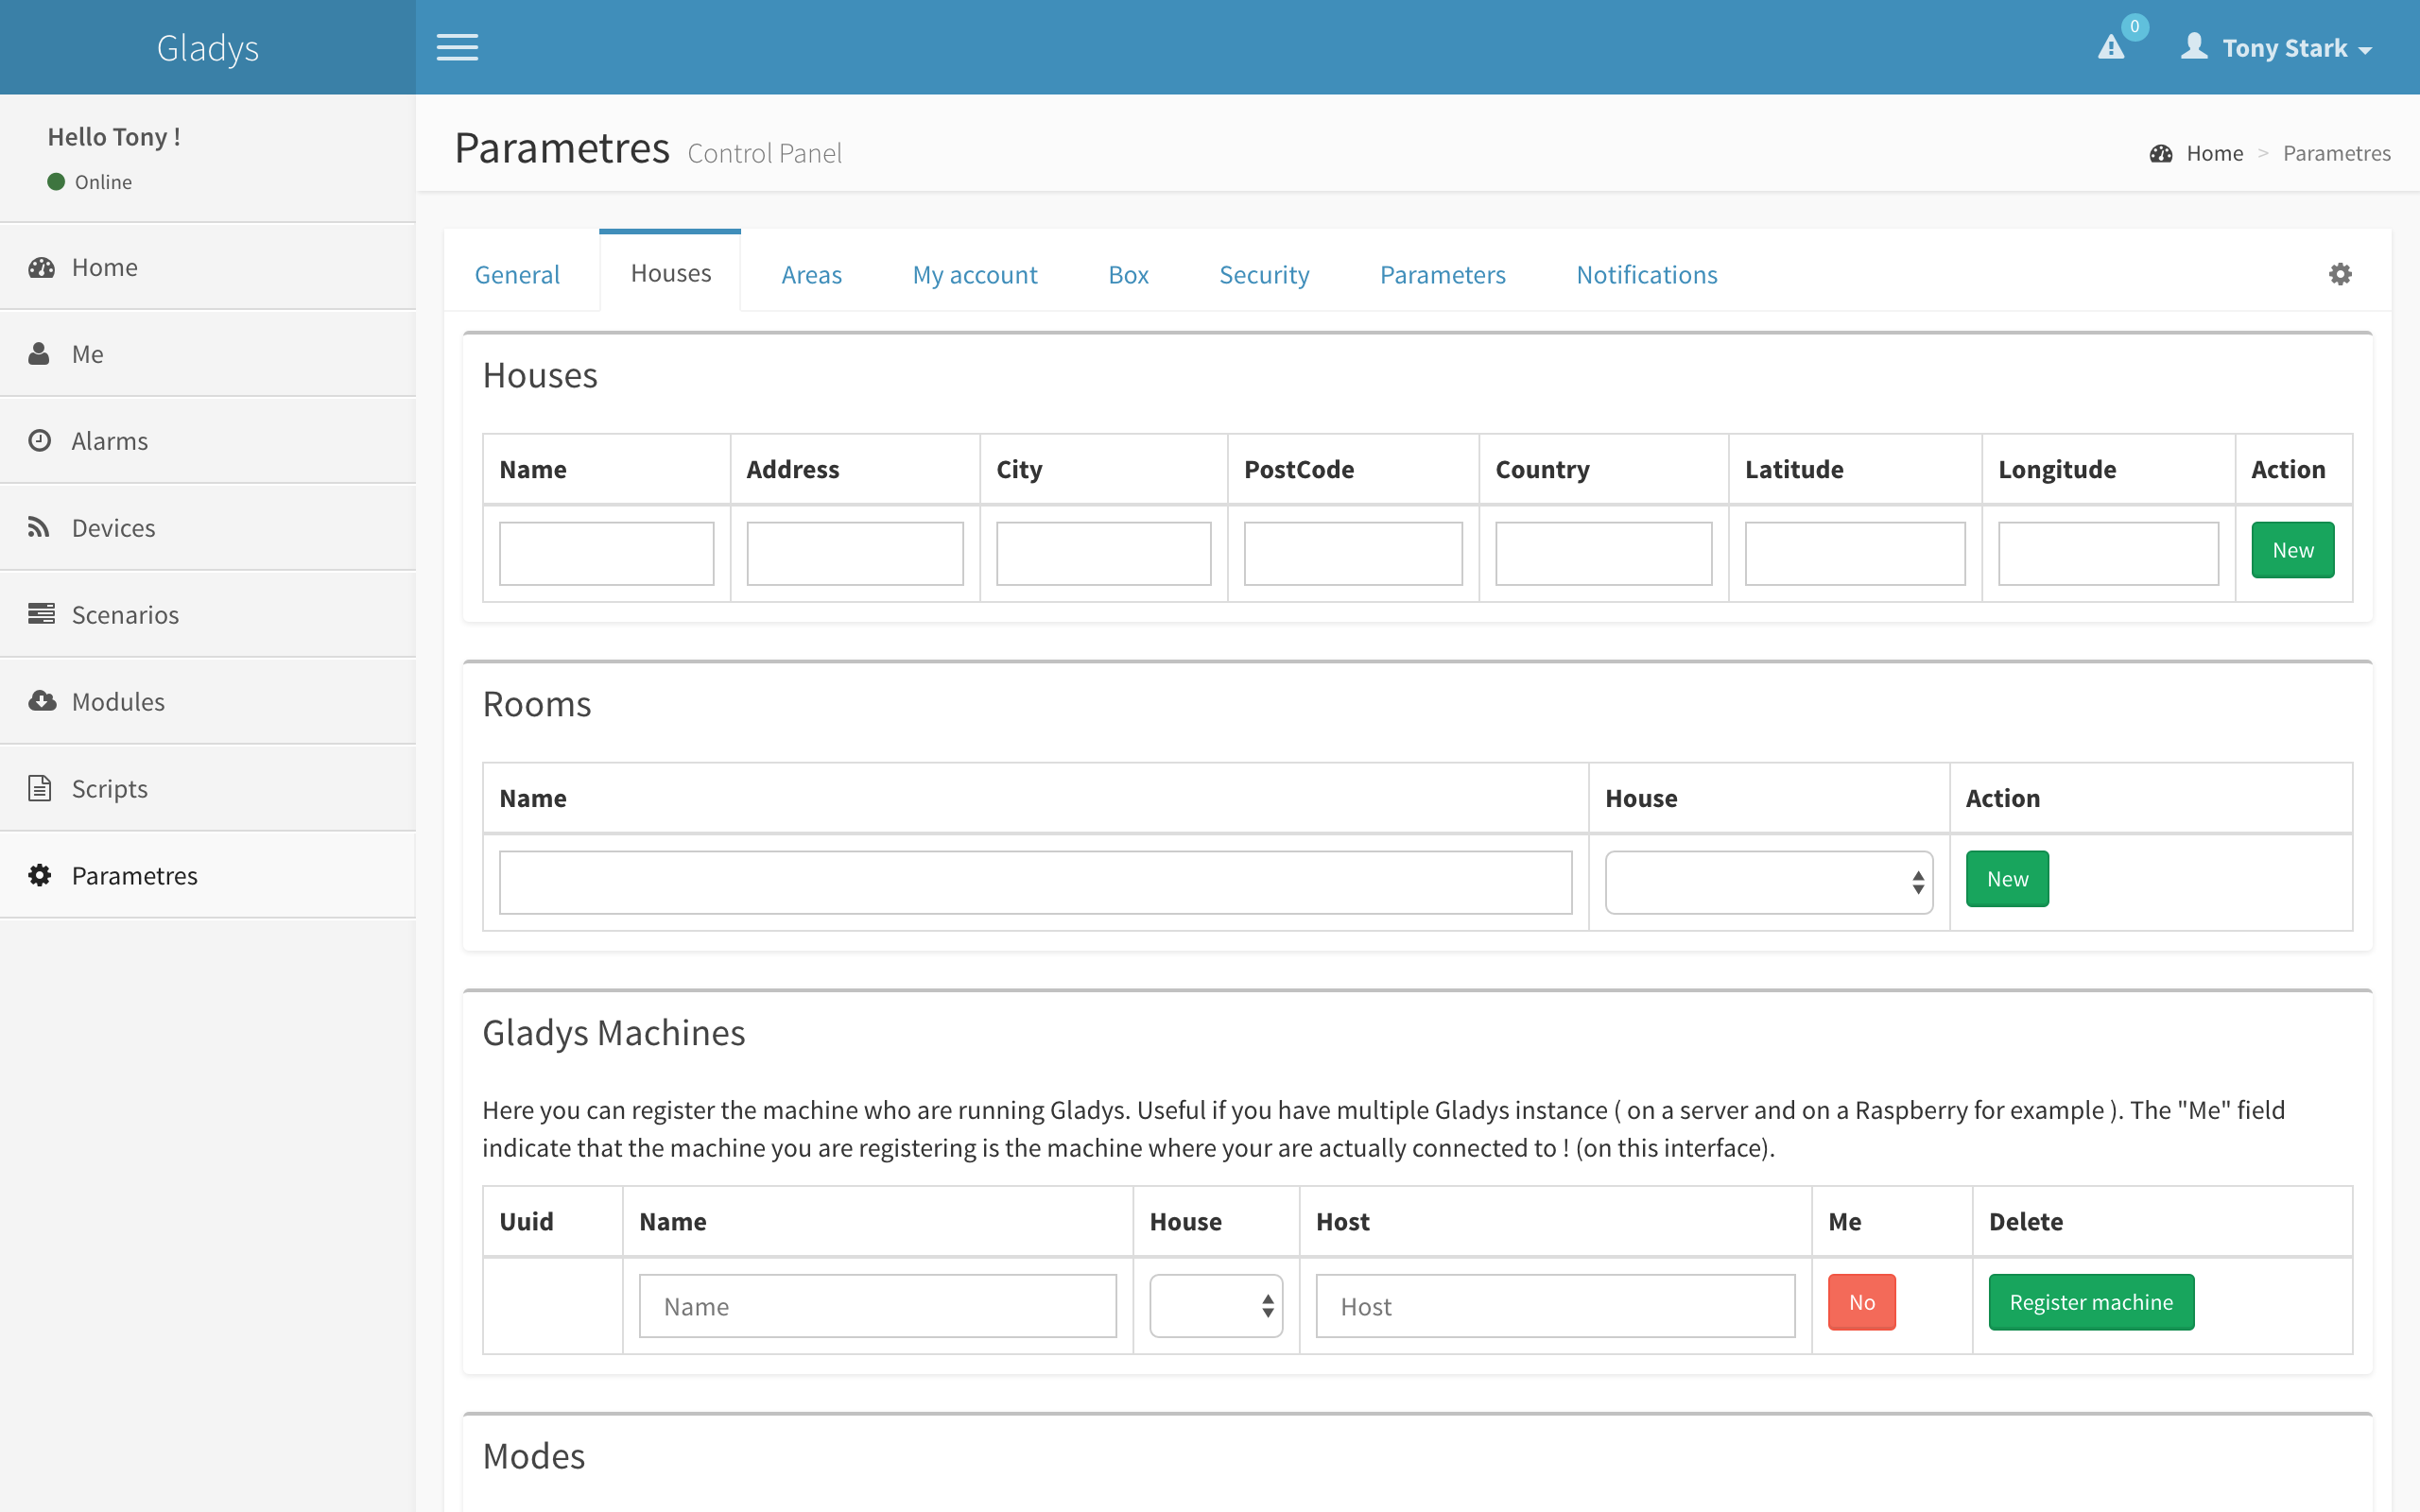 Gladys
0
Tony Stark
Hello Tony !
Online
Home
Me
Alarms
Devices
Scenarios
Modules
Scripts
Parametres
Parametres Control Panel
Home > Parametres
General Houses Areas My account Box Security Parameters Notifications
Houses
Name Address City PostCode Country Latitude Longitude Action
New
Rooms
Name House Action
New
Gladys Machines
Here you can register the machine who are running Gladys. Useful if you have multiple Gladys instance ( on a server and on a Raspberry for example ). The "Me" field
indicate that the machine you are registering is the machine where your are actually connected to ! (on this interface).
Uuid Name House Host Me Delete
Name Host No Register machine
Modes